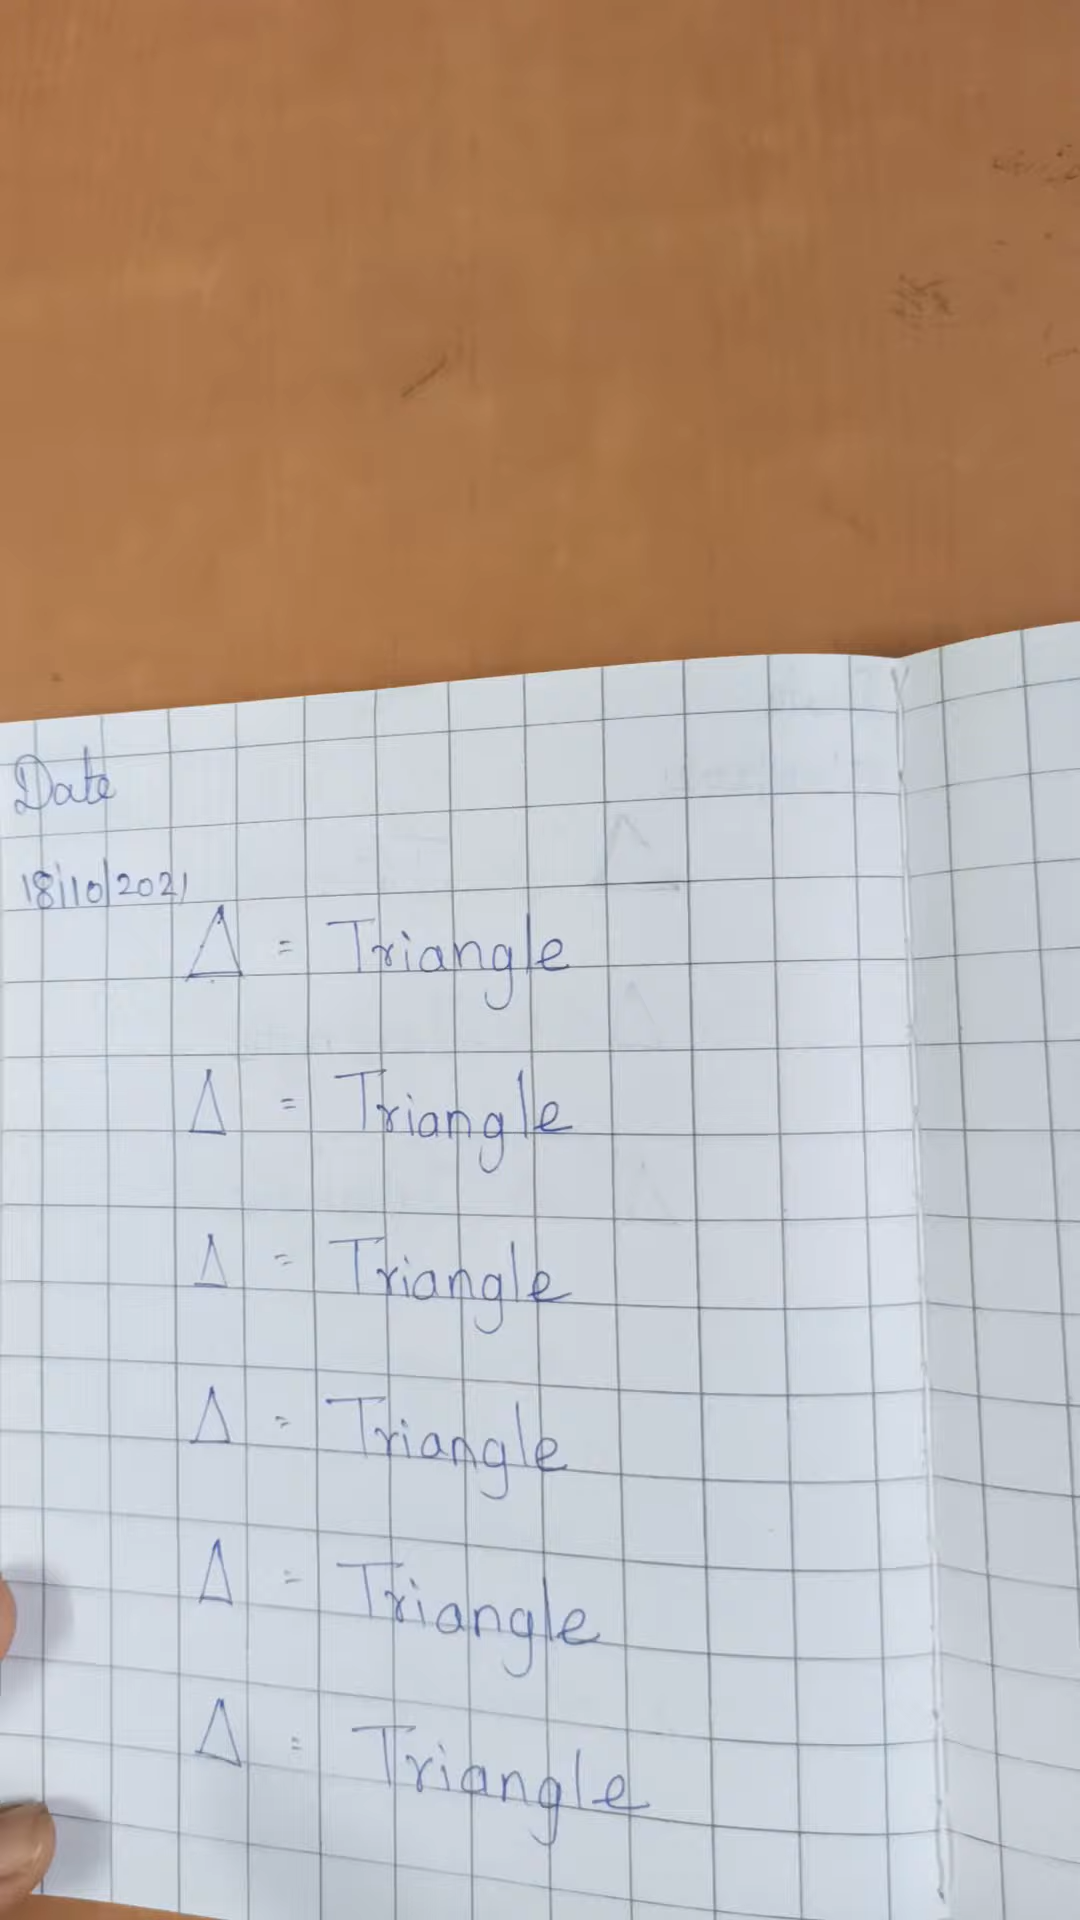 Date
18/10/2021
Δ = Triangle
Δ = Triangle
Δ = Triangle
Δ = Triangle
Δ = Triangle
Δ = Triangle